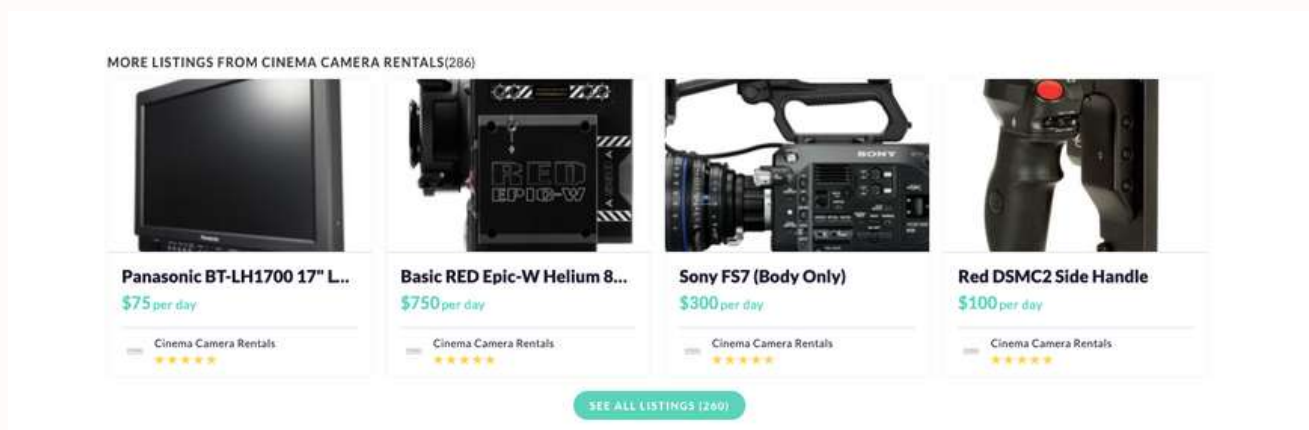 MORE LISTINGS FROM CINEMA CAMERA RENTALS(286)
RED
EPIC-W
SONY
Panasonic BT-LH1700 17" L...
$75 per day
Cinema Camera Rentals
Basic RED Epic-W Helium 8...
$750 per day
Cinema Camera Rentals
Sony FS7 (Body Only)
$300 per day
Cinema Camera Rentals
Red DSMC2 Side Handle
$100 per day
Cinema Camera Rentals
SEE ALL LISTINGS (260)